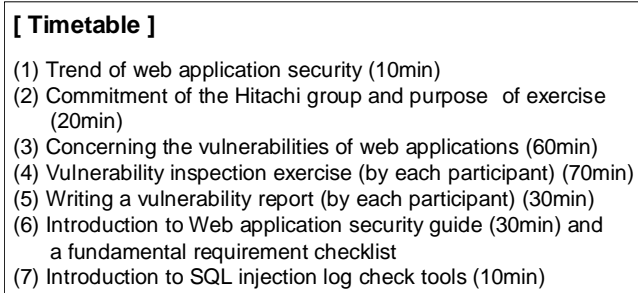 [ Timetable ]
(1) Trend of web application security (10min)
(2) Commitment of the Hitachi group and purpose of exercise
(20min)
(3) Concerning the vulnerabilities of web applications (60min)
(4) Vulnerability inspection exercise (by each participant) (70min)
(5) Writing a vulnerability report (by each participant) (30min)
(6) Introduction to Web application security guide (30min) and
a fundamental requirement checklist
(7) Introduction to SQL injection log check tools (10min)